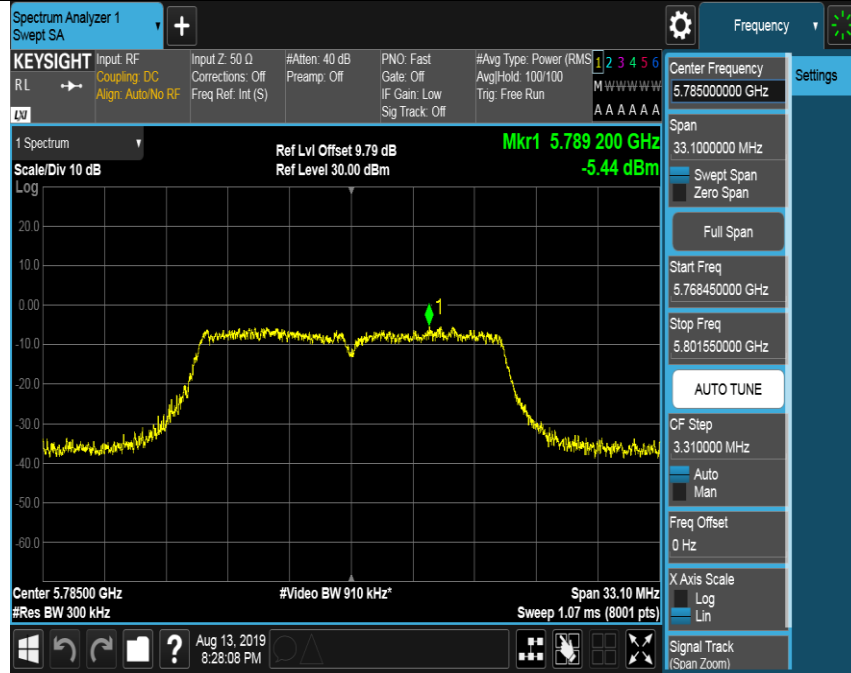 Spectrum Analyzer 1
Swept SA
Frequency
KEYSIGHT
R L
LXI
Input: RF
Coupling: DC
Align: Auto/No RF
Input Z: 50 Ω
Corrections: Off
Freq Ref: Int (S)
#Atten: 40 dB
Preamp: Off
PNO: Fast
Gate: Off
IF Gain: Low
Sig Track: Off
#Avg Type: Power (RMS
Avg|Hold: 100/100
Trig: Free Run
1 2 3 4 5 6
M W W W W W
A A A A A A
Center Frequency
5.785000000 GHz
Settings
Span
33.1000000 MHz
Swept Span
Zero Span
Full Span
Start Freq
5.768450000 GHz
Stop Freq
5.801550000 GHz
AUTO TUNE
CF Step
3.310000 MHz
Auto
Man
Freq Offset
0 Hz
X Axis Scale
Log
Lin
Signal Track
(Span Zoom)
1 Spectrum
Scale/Div 10 dB
Log
Ref Lvl Offset 9.79 dB
Ref Level 30.00 dBm
Mkr1 5.789 200 GHz
-5.44 dBm
20.0
10.0
0.00
1
-10.0
-20.0
-30.0
-40.0
-50.0
-60.0
Center 5.78500 GHz
#Res BW 300 kHz
#Video BW 910 kHz*
Span 33.10 MHz
Sweep 1.07 ms (8001 pts)
?
Aug 13, 2019
8:28:08 PM